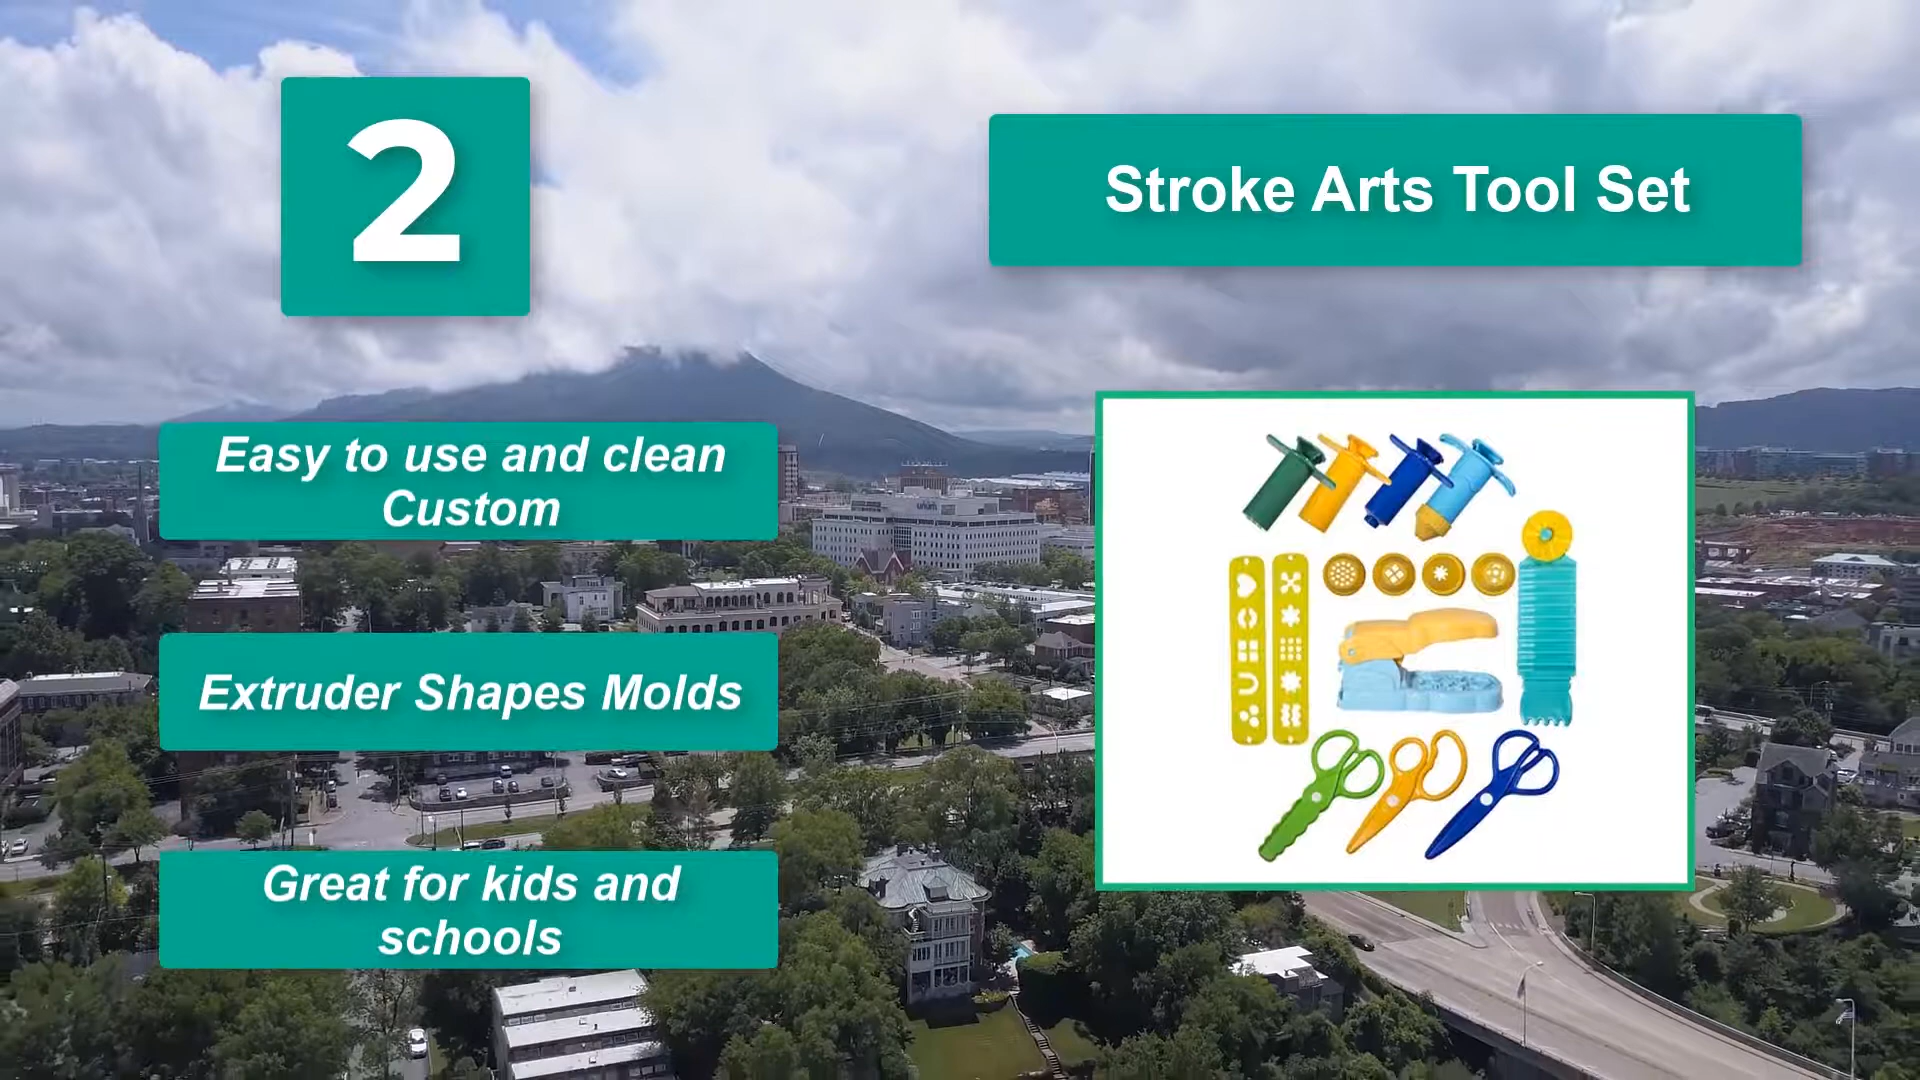 2
Stroke Arts Tool Set
Easy to use and clean
Custom
Extruder Shapes Molds
Great for kids and
schools
unum